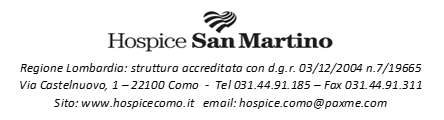 Hospice San Martino
Regione Lombardia: struttura accreditata con d.g.r. 03/12/2004 n.7/19665
Via Castelnuovo, 1 – 22100 Como - Tel 031.44.91.185 – Fax 031.44.91.311
Sito: www.hospicecomo.it email: hospice.como@paxme.com